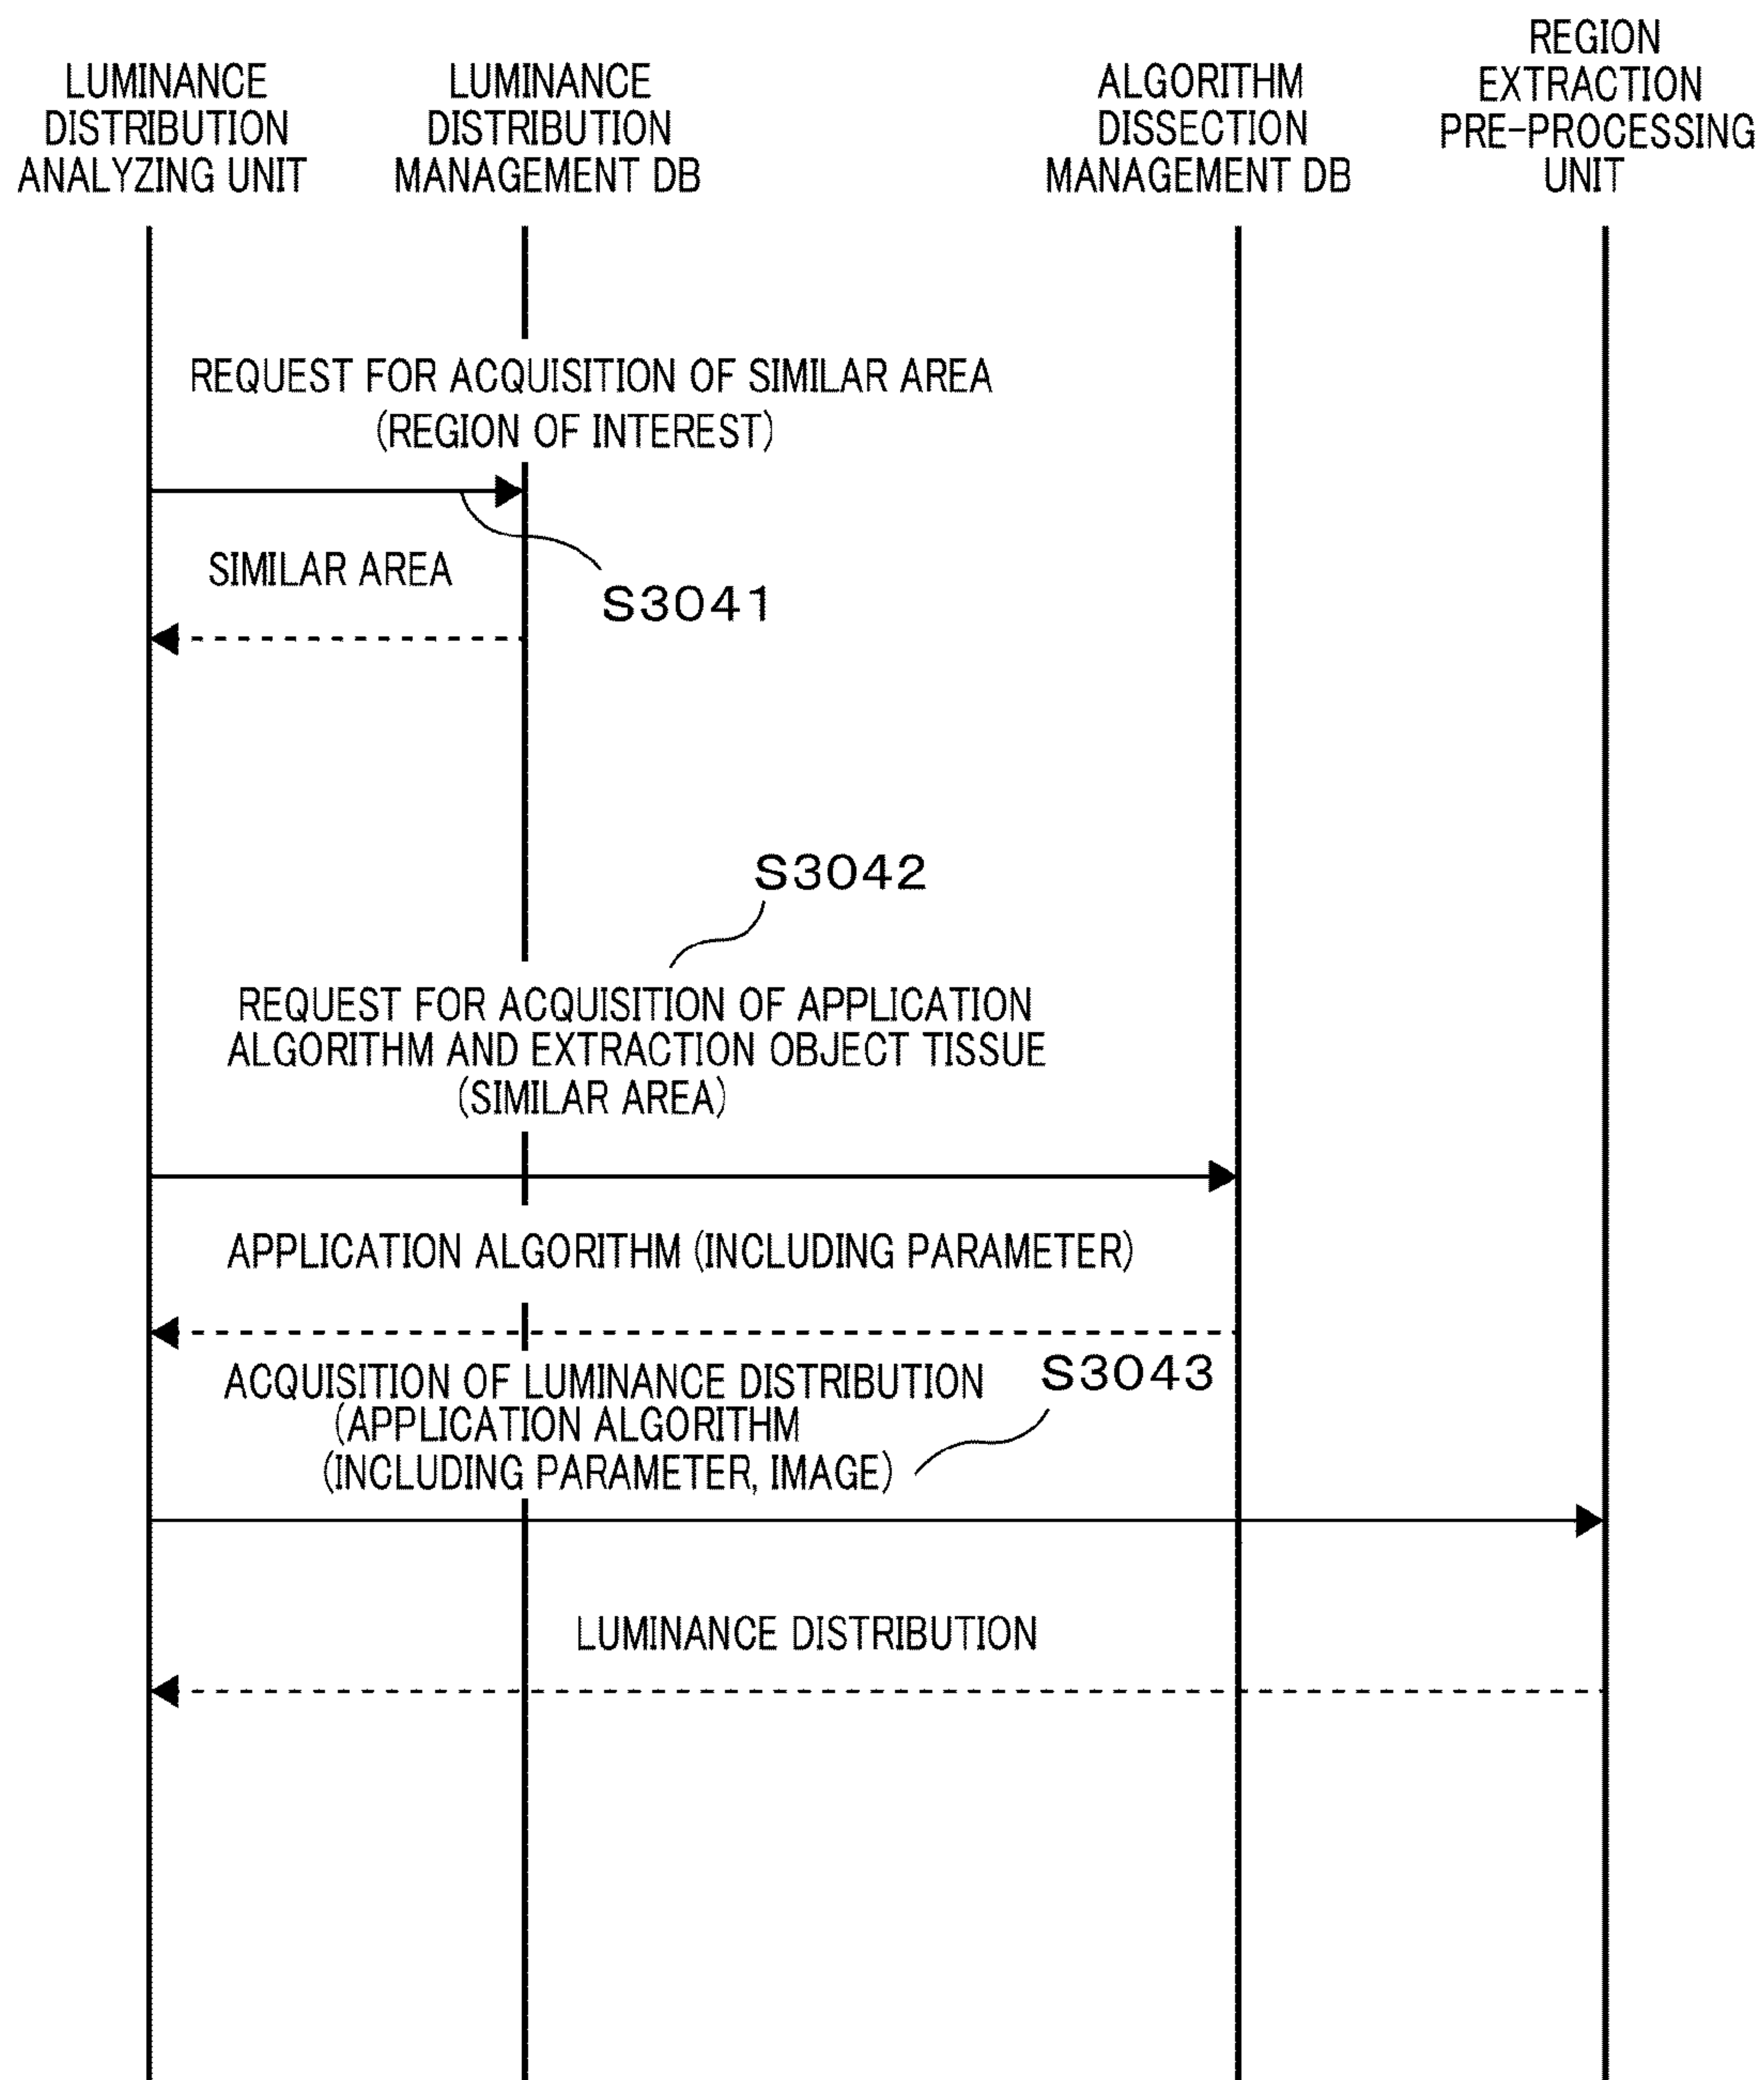 LUMINANCE
DISTRIBUTION
ANALYZING UNIT
LUMINANCE
DISTRIBUTION
MANAGEMENT DB
ALGORITHM
DISSECTION
MANAGEMENT DB
REGION
EXTRACTION
PRE-PROCESSING
UNIT
REQUEST FOR ACQUISITION OF SIMILAR AREA
(REGION OF INTEREST)
SIMILAR AREA
S3041
S3042
REQUEST FOR ACQUISITION OF APPLICATION
ALGORITHM AND EXTRACTION OBJECT TISSUE
(SIMILAR AREA)
APPLICATION ALGORITHM (INCLUDING PARAMETER)
ACQUISITION OF LUMINANCE DISTRIBUTION
(APPLICATION ALGORITHM
(INCLUDING PARAMETER, IMAGE)
S3043
LUMINANCE DISTRIBUTION